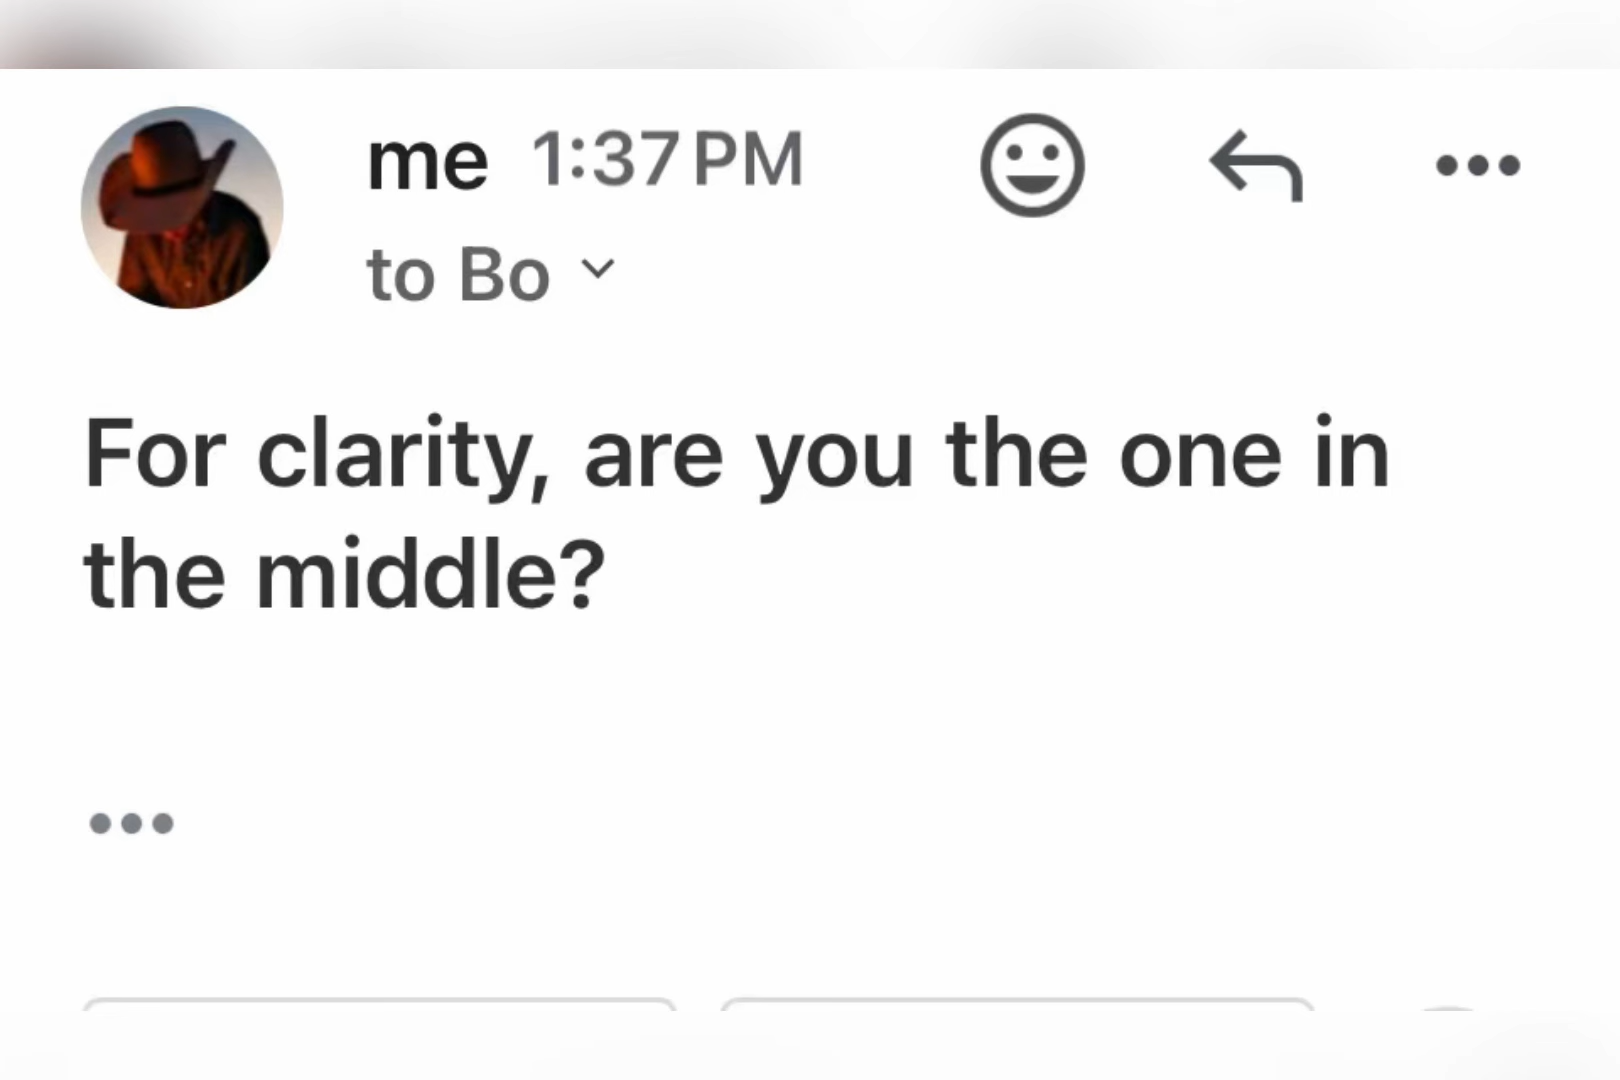 me 1:37 PM
to Bo
For clarity, are you the one in
the middle?